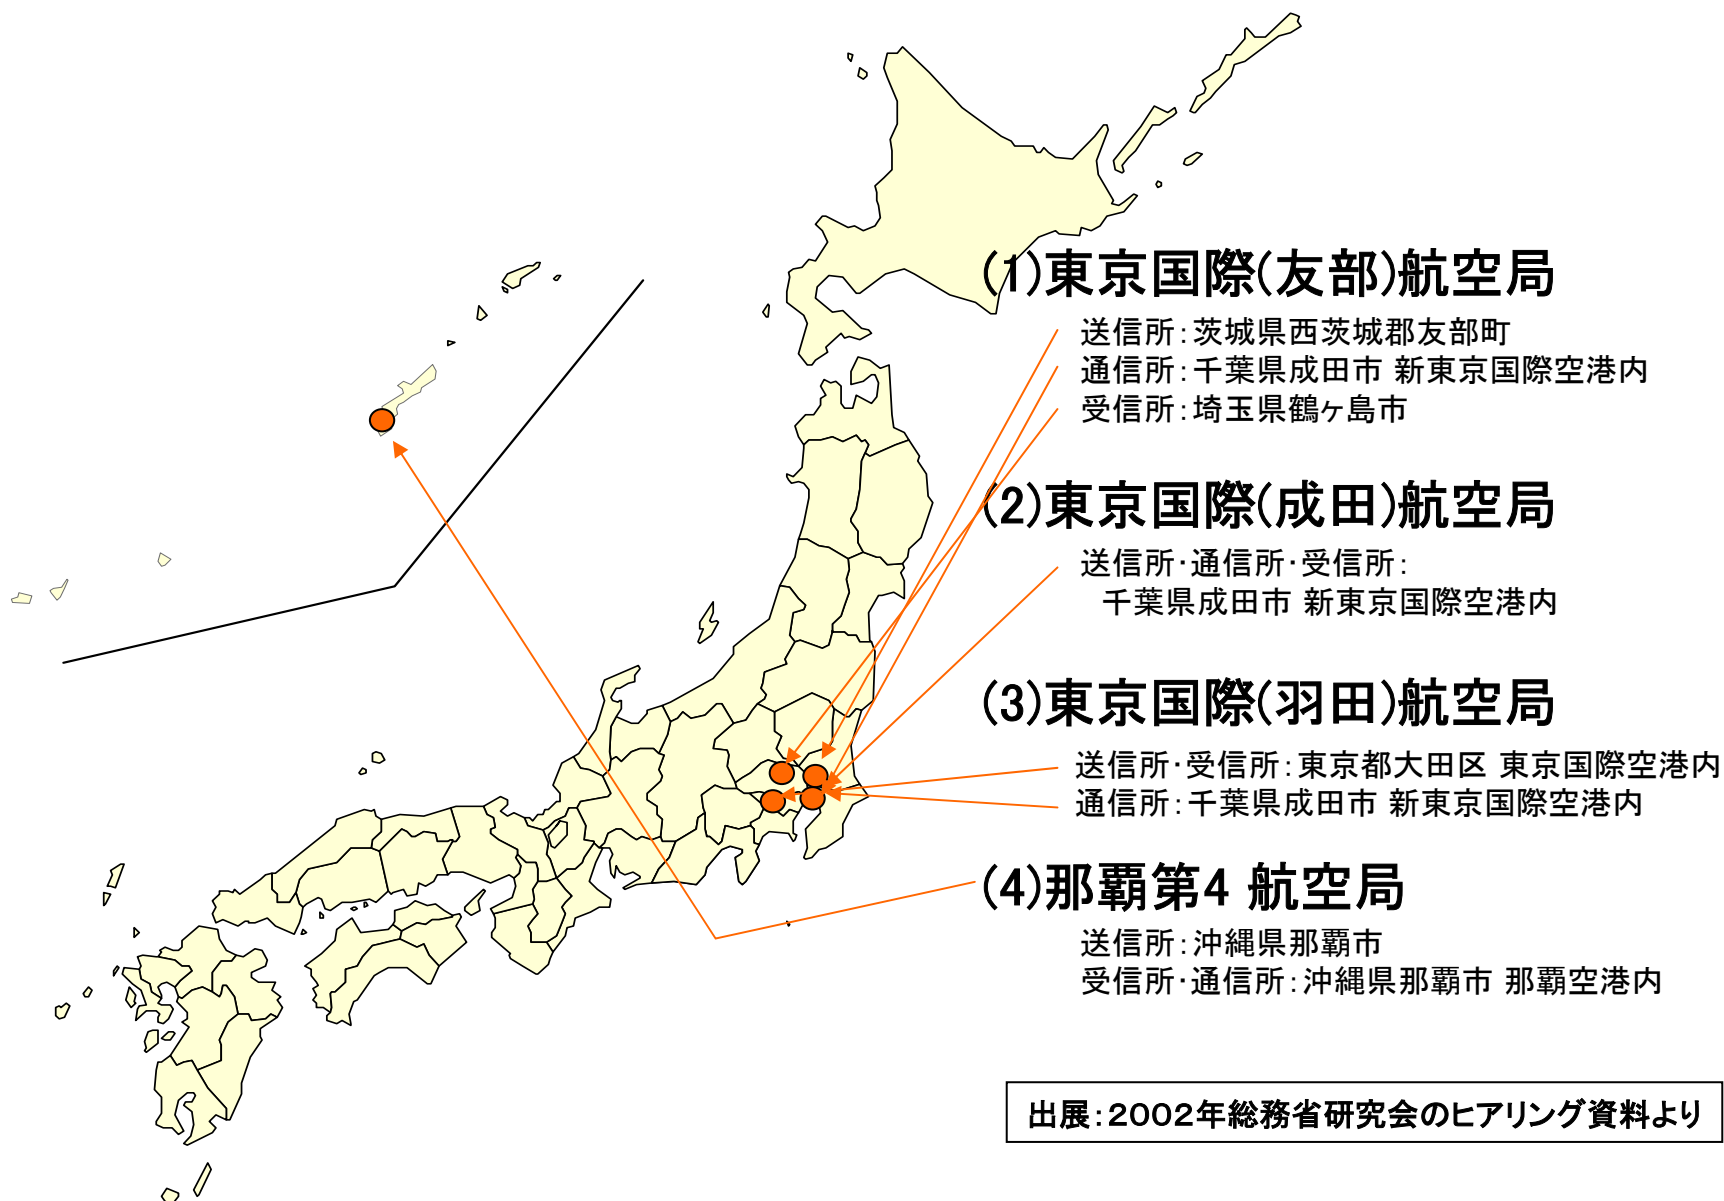 (1)東京国際(友部)航空局
送信所:茨城県西茨城郡友部町
通信所:千葉県成田市 新東京国際空港内
受信所:埼玉県鶴ヶ島市
(2)東京国際(成田)航空局
送信所・通信所・受信所:
千葉県成田市 新東京国際空港内
(3)東京国際(羽田)航空局
送信所・受信所:東京都大田区 東京国際空港内
通信所:千葉県成田市 新東京国際空港内
(4)那覇第4 航空局
送信所:沖縄県那覇市
受信所・通信所:沖縄県那覇市 那覇空港内
出展:2002年総務省研究会のヒアリング資料より